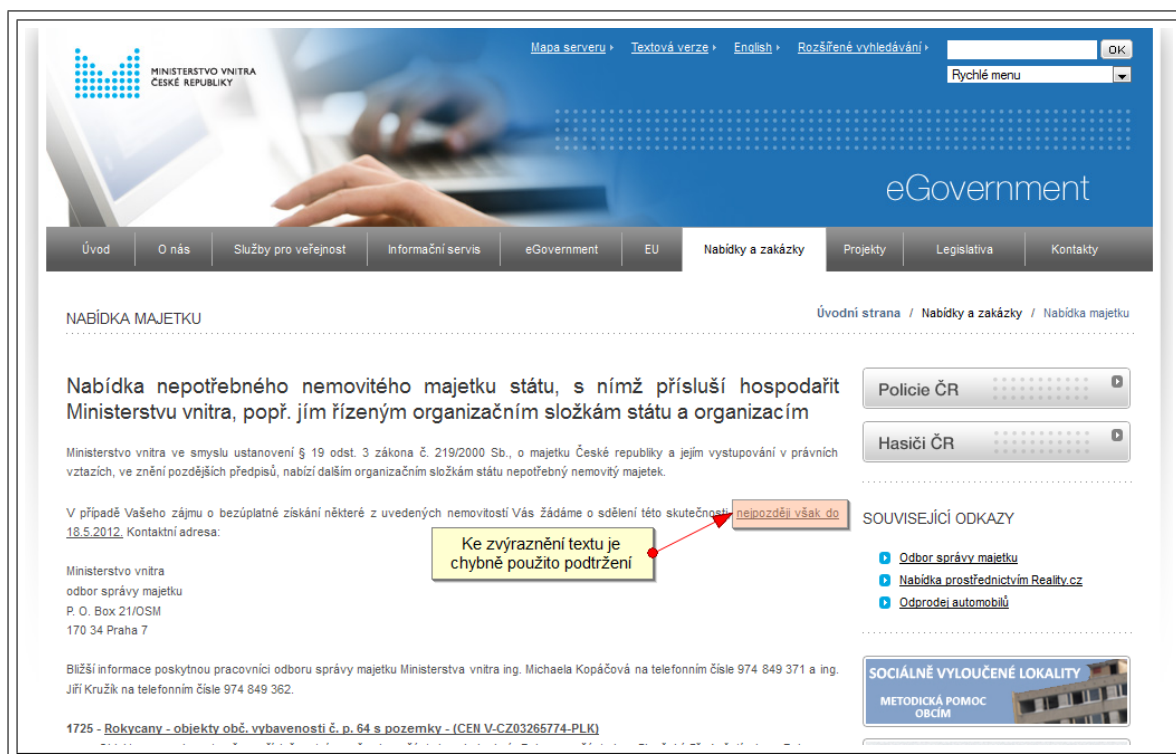 MINISTERSTVO VNITRA
ČESKÉ REPUBLIKY
Mapa serveru
Textová verze
English
Rozšířené vyhledávání
OK
Rychlé menu
eGovernment
Úvod
O nás
Služby pro veřejnost
Informační servis
eGovernment
EU
Nabídky a zakázky
Projekty
Legislativa
Kontakty
NABÍDKA MAJETKU
Úvodní strana / Nabídky a zakázky / Nabídka majetku
Nabídka nepotřebného nemovitého majetku státu, s nímž přísluší hospodařit
Ministerstvu vnitra, popř. jím řízeným organizačním složkám státu a organizacím
Ministerstvo vnitra ve smyslu ustanovení § 19 odst. 3 zákona č. 219/2000 Sb., o majetku České republiky a jejím vystupování v právních
vztazích, ve znění pozdějších předpisů, nabízí dalším organizačním složkám státu nepotřebný nemovitý majetek.
V případě Vašeho zájmu o bezúplatné získání některé z uvedených nemovitostí Vás žádáme o sdělení této skutečnosti nejpozději však do
18.5.2012. Kontaktní adresa:
Ke zvýraznění textu je
chybně použito podtržení
Ministerstvo vnitra
odbor správy majetku
P. O. Box 21/OSM
170 34 Praha 7
Bližší informace poskytnou pracovníci odboru správy majetku Ministerstva vnitra ing. Michaela Kopáčová na telefonním čísle 974 849 371 a ing.
Jiří Kružík na telefonním čísle 974 849 362.
1725 - Rokycany - objekty obč. vybavenosti č. p. 64 s pozemky - (CEN V-CZ03265774-PLK)
Policie ČR
Hasiči ČR
SOUVISEJÍCÍ ODKAZY
Odbor správy majetku
Nabídka prostřednictvím Reality.cz
Odprodej automobilů
SOCIÁLNĚ VYLOUČENÉ LOKALITY
METODICKÁ POMOC
OBCÍM